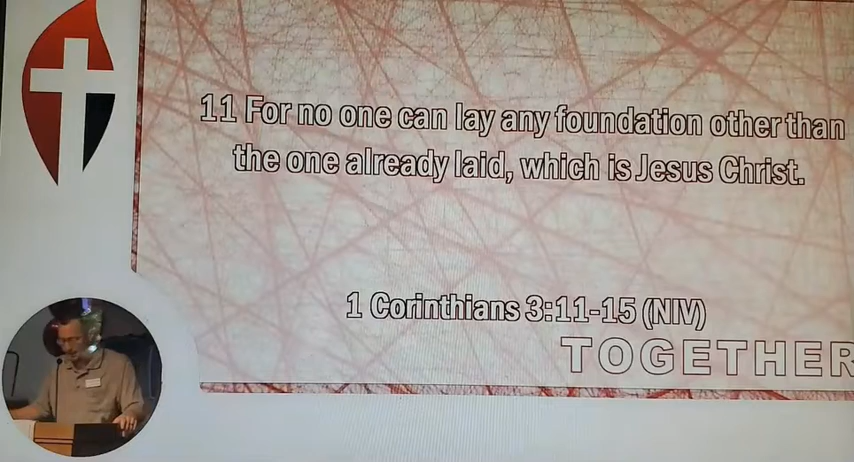 11 For no one can lay any foundation other than
the one already laid, which is Jesus Christ.
1 Corinthians 3:11-15 (NIV)
TOGETHER